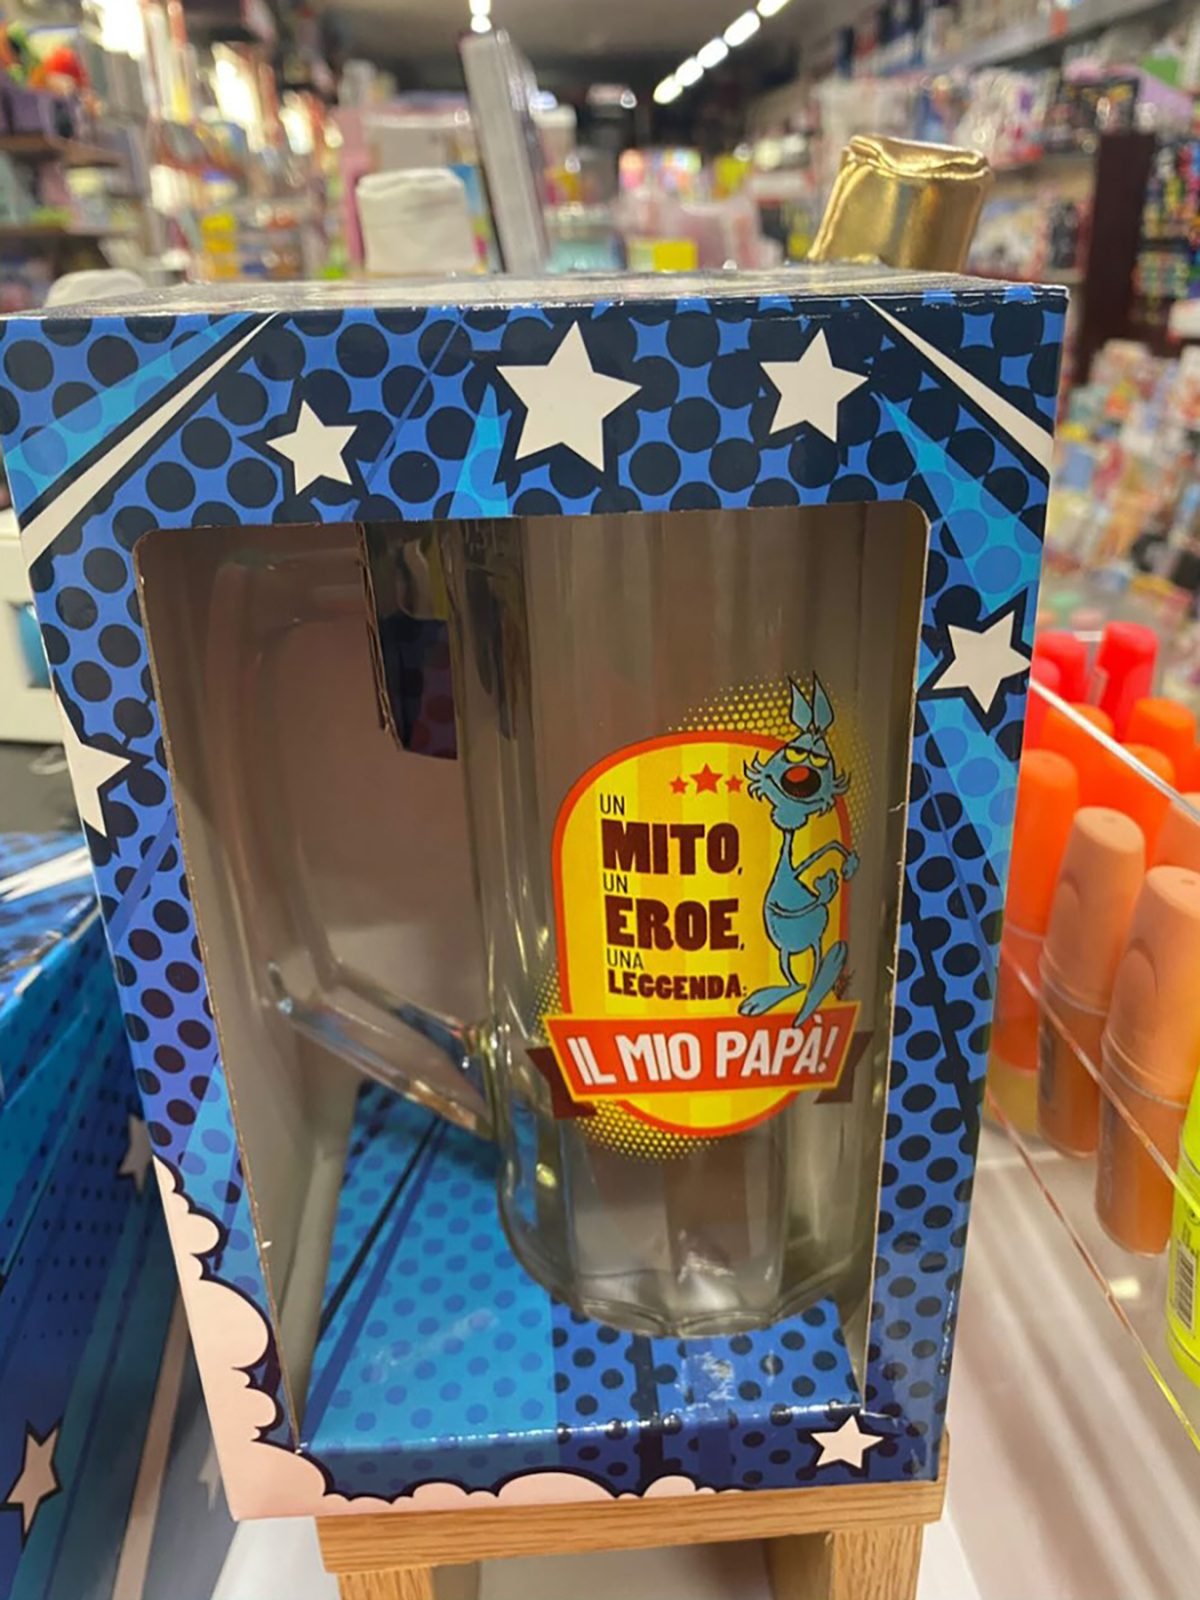 UN
MITO,
UN
EROE,
UNA
LEGGENDA:
IL MIO PAPÀ!